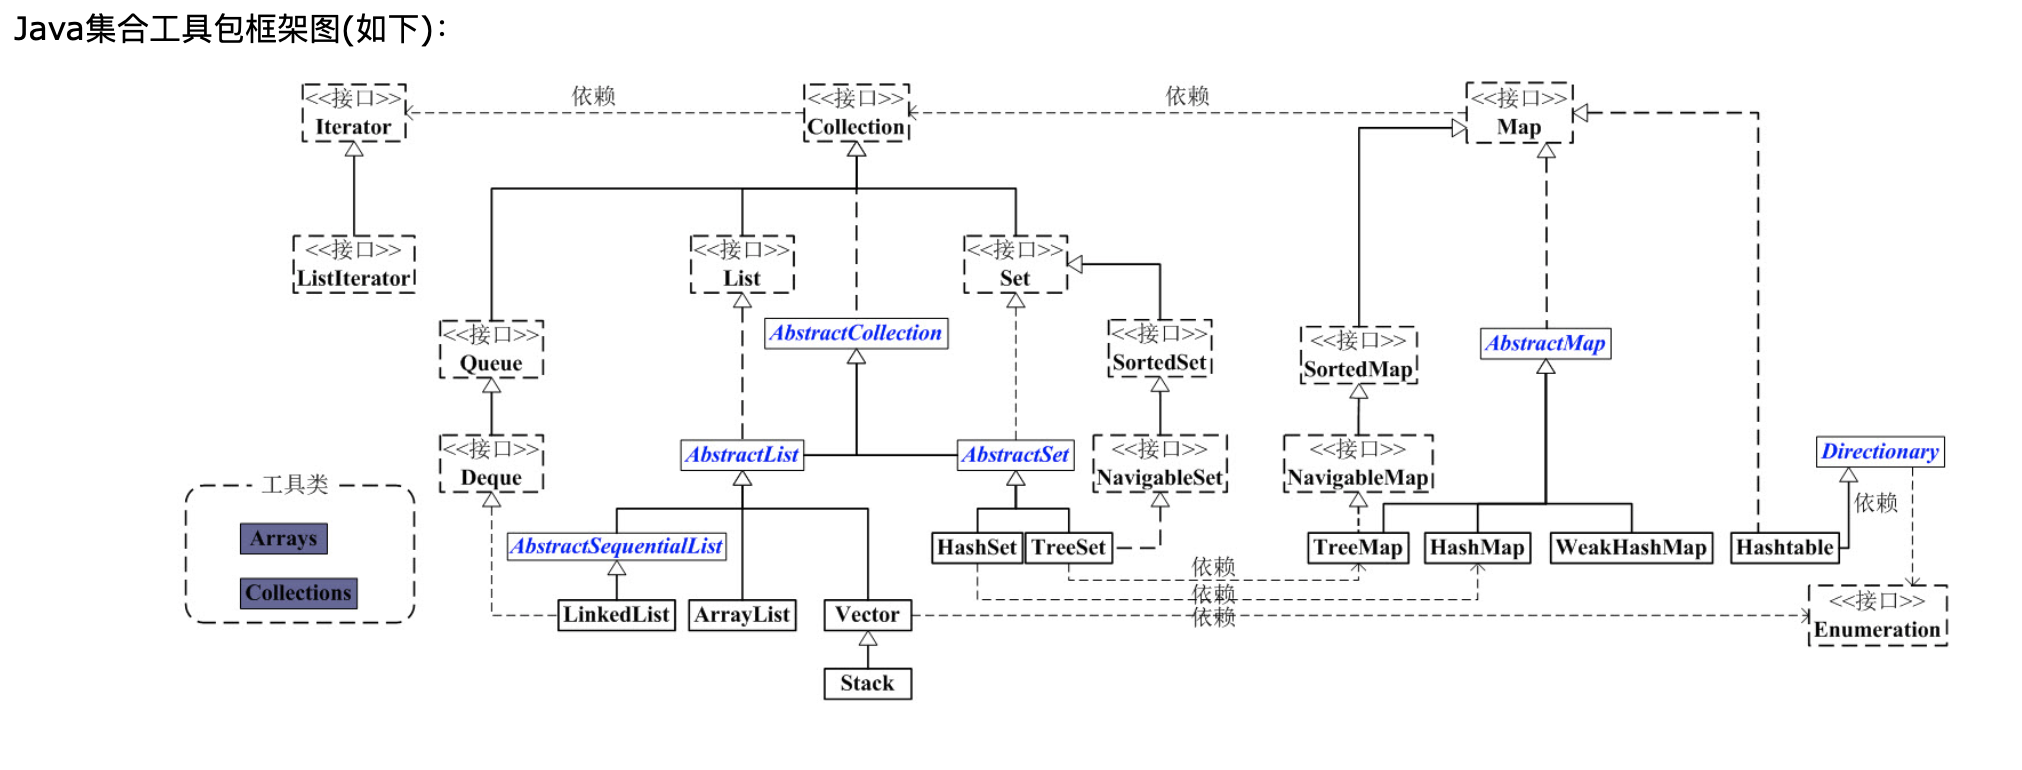 Java集合工具包框架图(如下)：
<<接口>>
Iterator
依赖
<<接口>>
Collection
依赖
<<接口>>
Map
<<接口>>
ListIterator
<<接口>>
List
<<接口>>
Set
<<接口>>
Queue
AbstractCollection
<<接口>>
SortedSet
<<接口>>
SortedMap
AbstractMap
<<接口>>
Deque
AbstractList
AbstractSet
<<接口>>
NavigableSet
<<接口>>
NavigableMap
Directionary
依赖
工具类
Arrays
Collections
AbstractSequentialList
HashSet
TreeSet
TreeMap
HashMap
WeakHashMap
Hashtable
依赖
依赖
依赖
LinkedList
ArrayList
Vector
<<接口>>
Enumeration
Stack